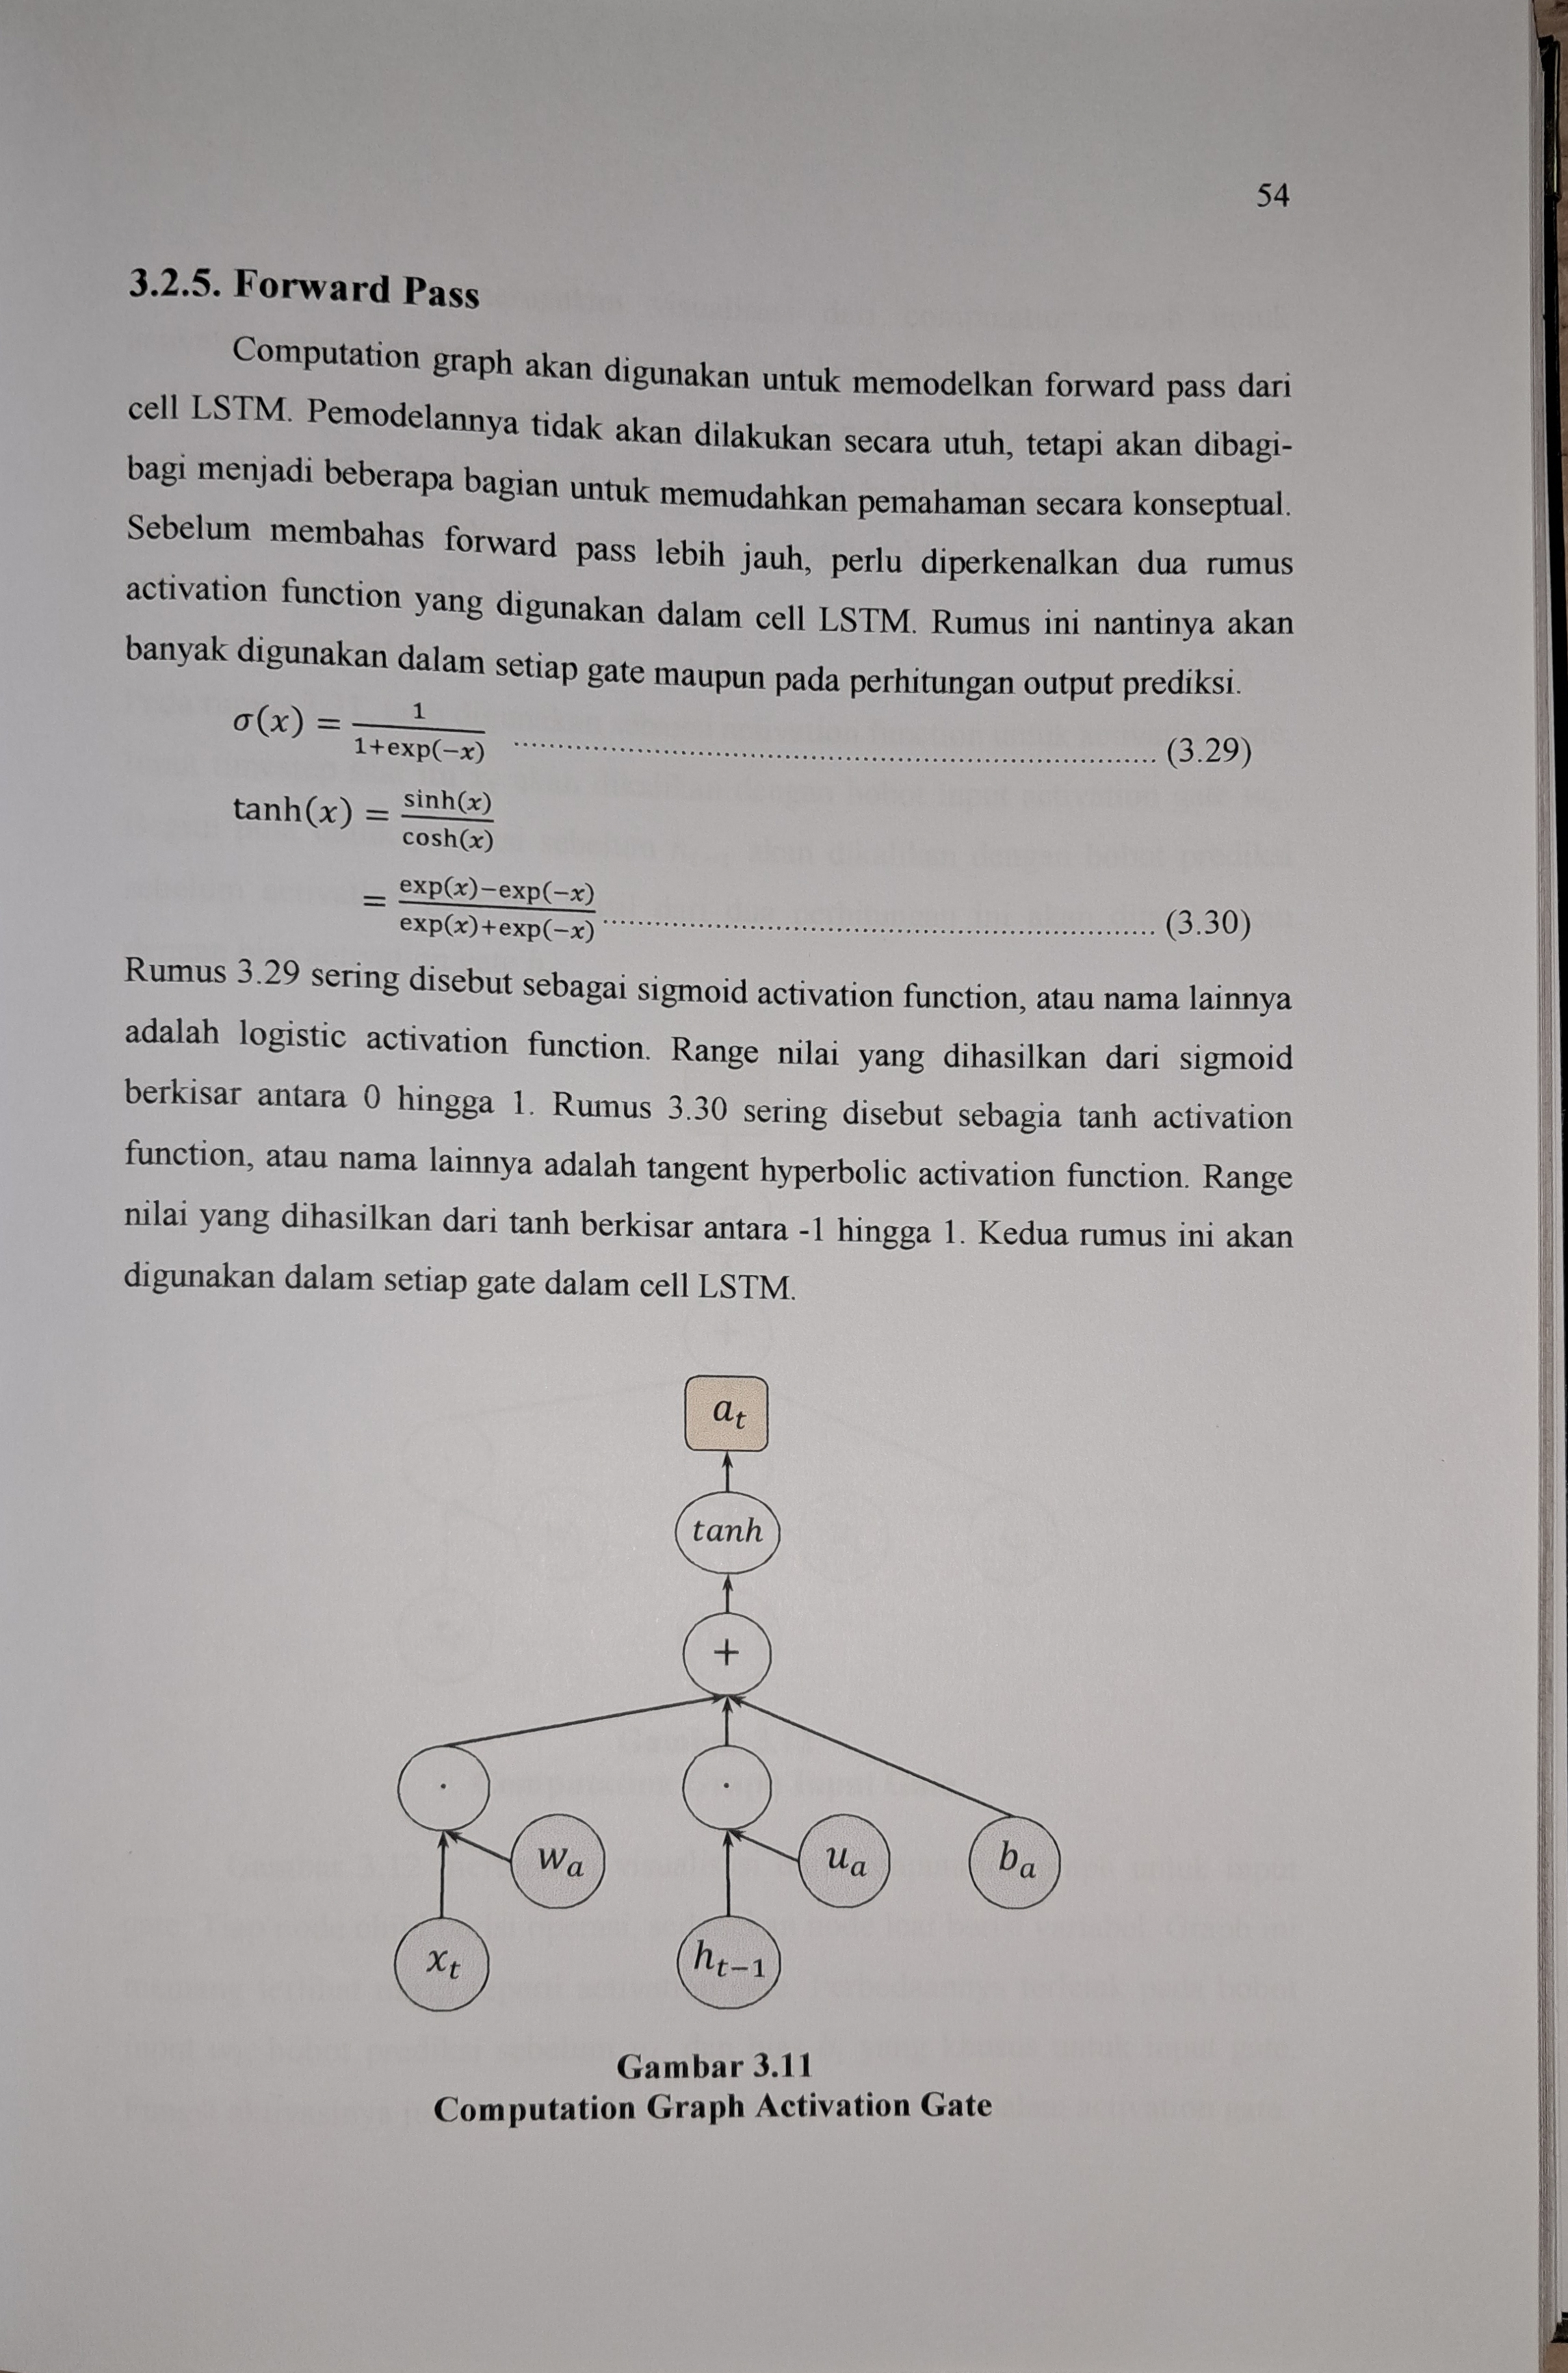 54
3.2.5. Forward Pass
Computation graph akan digunakan untuk memodelkan forward pass dari
cell LSTM. Pemodelannya tidak akan dilakukan secara utuh, tetapi akan dibagi-
bagi menjadi beberapa bagian untuk memudahkan pemahaman secara konseptual.
Sebelum membahas forward pass lebih jauh, perlu diperkenalkan dua rumus
activation function yang digunakan dalam cell LSTM. Rumus ini nantinya akan
banyak digunakan dalam setiap gate maupun pada perhitungan output prediksi.
σ(x) = 1 / 1+exp(−x) ........................................ (3.29)
tanh(x) = sinh(x) / cosh(x)
= exp(x)−exp(−x) / exp(x)+exp(−x) ........................................ (3.30)
Rumus 3.29 sering disebut sebagai sigmoid activation function, atau nama lainnya
adalah logistic activation function. Range nilai yang dihasilkan dari sigmoid
berkisar antara 0 hingga 1. Rumus 3.30 sering disebut sebagia tanh activation
function, atau nama lainnya adalah tangent hyperbolic activation function. Range
nilai yang dihasilkan dari tanh berkisar antara -1 hingga 1. Kedua rumus ini akan
digunakan dalam setiap gate dalam cell LSTM.
a_t
tanh
+
· ·
w_a u_a b_a
x_t h_{t−1}
Gambar 3.11
Computation Graph Activation Gate